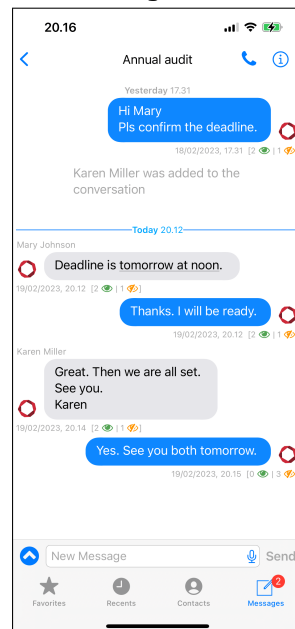 20.16
Annual audit
Yesterday 17.31
Hi Mary
Pls confirm the deadline.
18/02/2023, 17.31 [2 | 1
Karen Miller was added to the
conversation
Today 20.12
Mary Johnson
Deadline is tomorrow at noon.
19/02/2023, 20.12 [2 | 1 ]
Thanks. I will be ready.
19/02/2023, 20.12 [2 | 1
Karen Miller
Great. Then we are all set.
See you.
Karen
19/02/2023, 20.14 [2 | 1 ]
Yes. See you both tomorrow.
19/02/2023, 20.15 [0 | 3
New Message
Send
2
Favorites Recents Contacts Messages